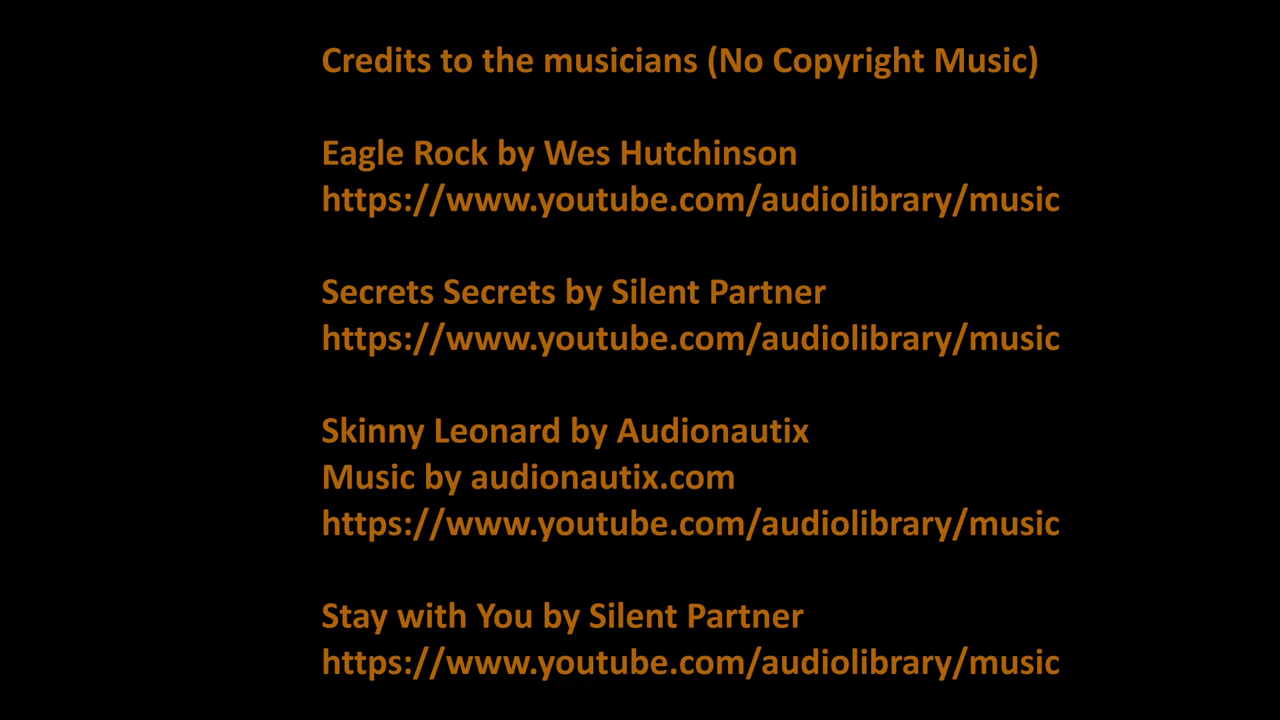 Credits to the musicians (No Copyright Music)
Eagle Rock by Wes Hutchinson
https://www.youtube.com/audiolibrary/music
Secrets Secrets by Silent Partner
https://www.youtube.com/audiolibrary/music
Skinny Leonard by Audionautix
Music by audionautix.com
https://www.youtube.com/audiolibrary/music
Stay with You by Silent Partner
https://www.youtube.com/audiolibrary/music